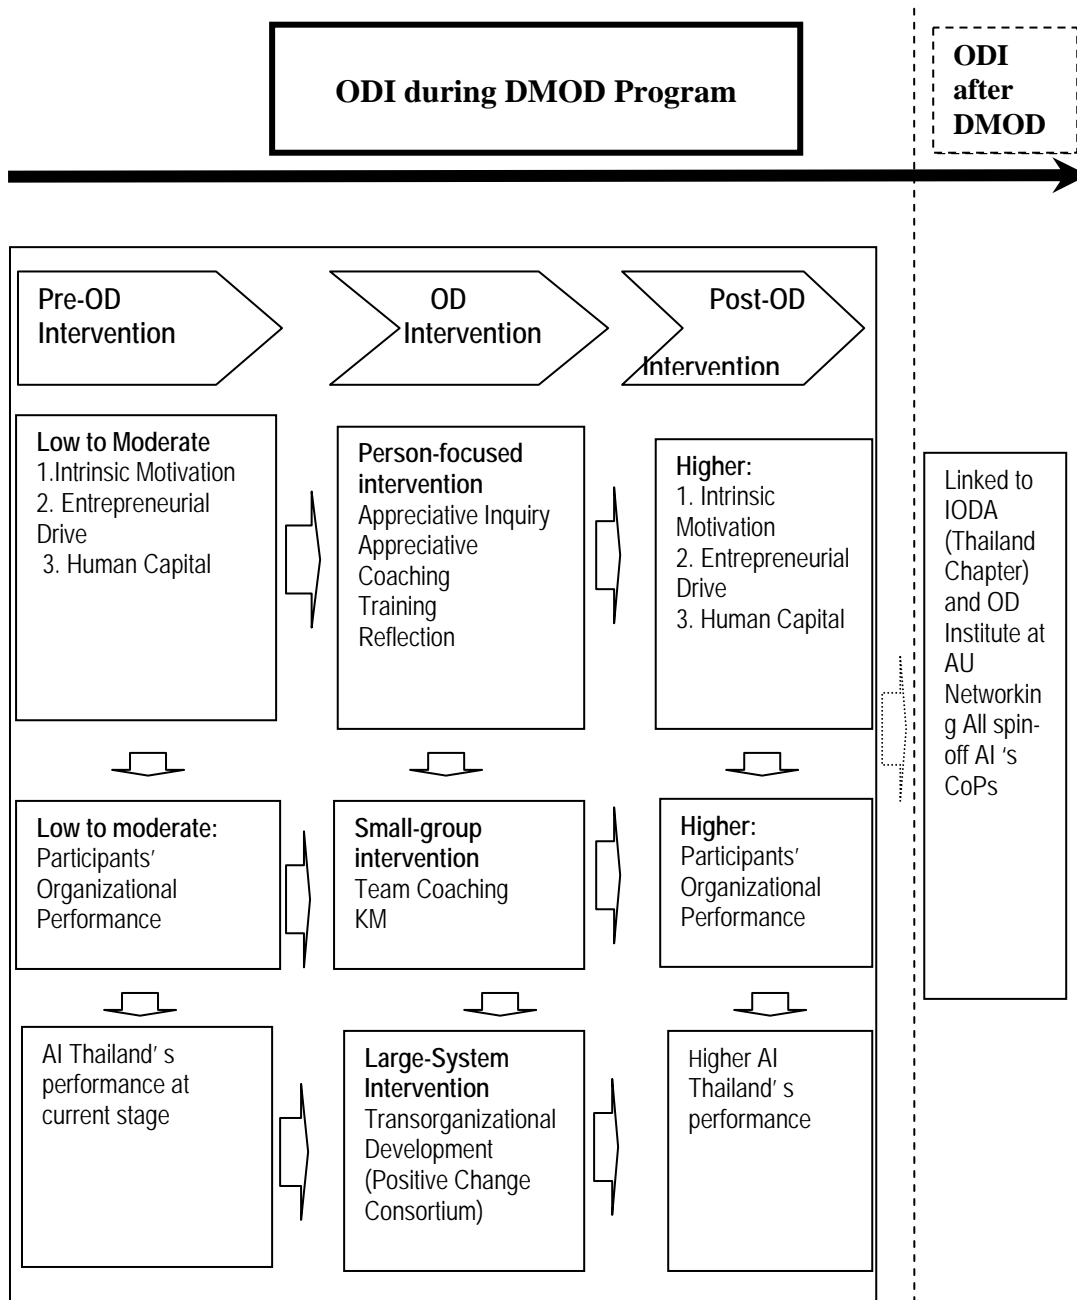 ODI during DMOD Program
ODI
after
DMOD
Pre-OD
Intervention
OD
Intervention
Post-OD
Intervention
Low to Moderate
1.Intrinsic Motivation
2. Entrepreneurial
Drive
3. Human Capital
Person-focused
intervention
Appreciative Inquiry
Appreciative
Coaching
Training
Reflection
Higher:
1. Intrinsic
Motivation
2. Entrepreneurial
Drive
3. Human Capital
Linked to
IODA
(Thailand
Chapter)
and OD
Institute at
AU
Networkin
g All spin-
off AI ‘s
CoPs
Low to moderate:
Participants’
Organizational
Performance
Small-group
intervention
Team Coaching
KM
Higher:
Participants’
Organizational
Performance
AI Thailand’ s
performance at
current stage
Large-System
Intervention
Transorganizational
Development
(Positive Change
Consortium)
Higher AI
Thailand’ s
performance